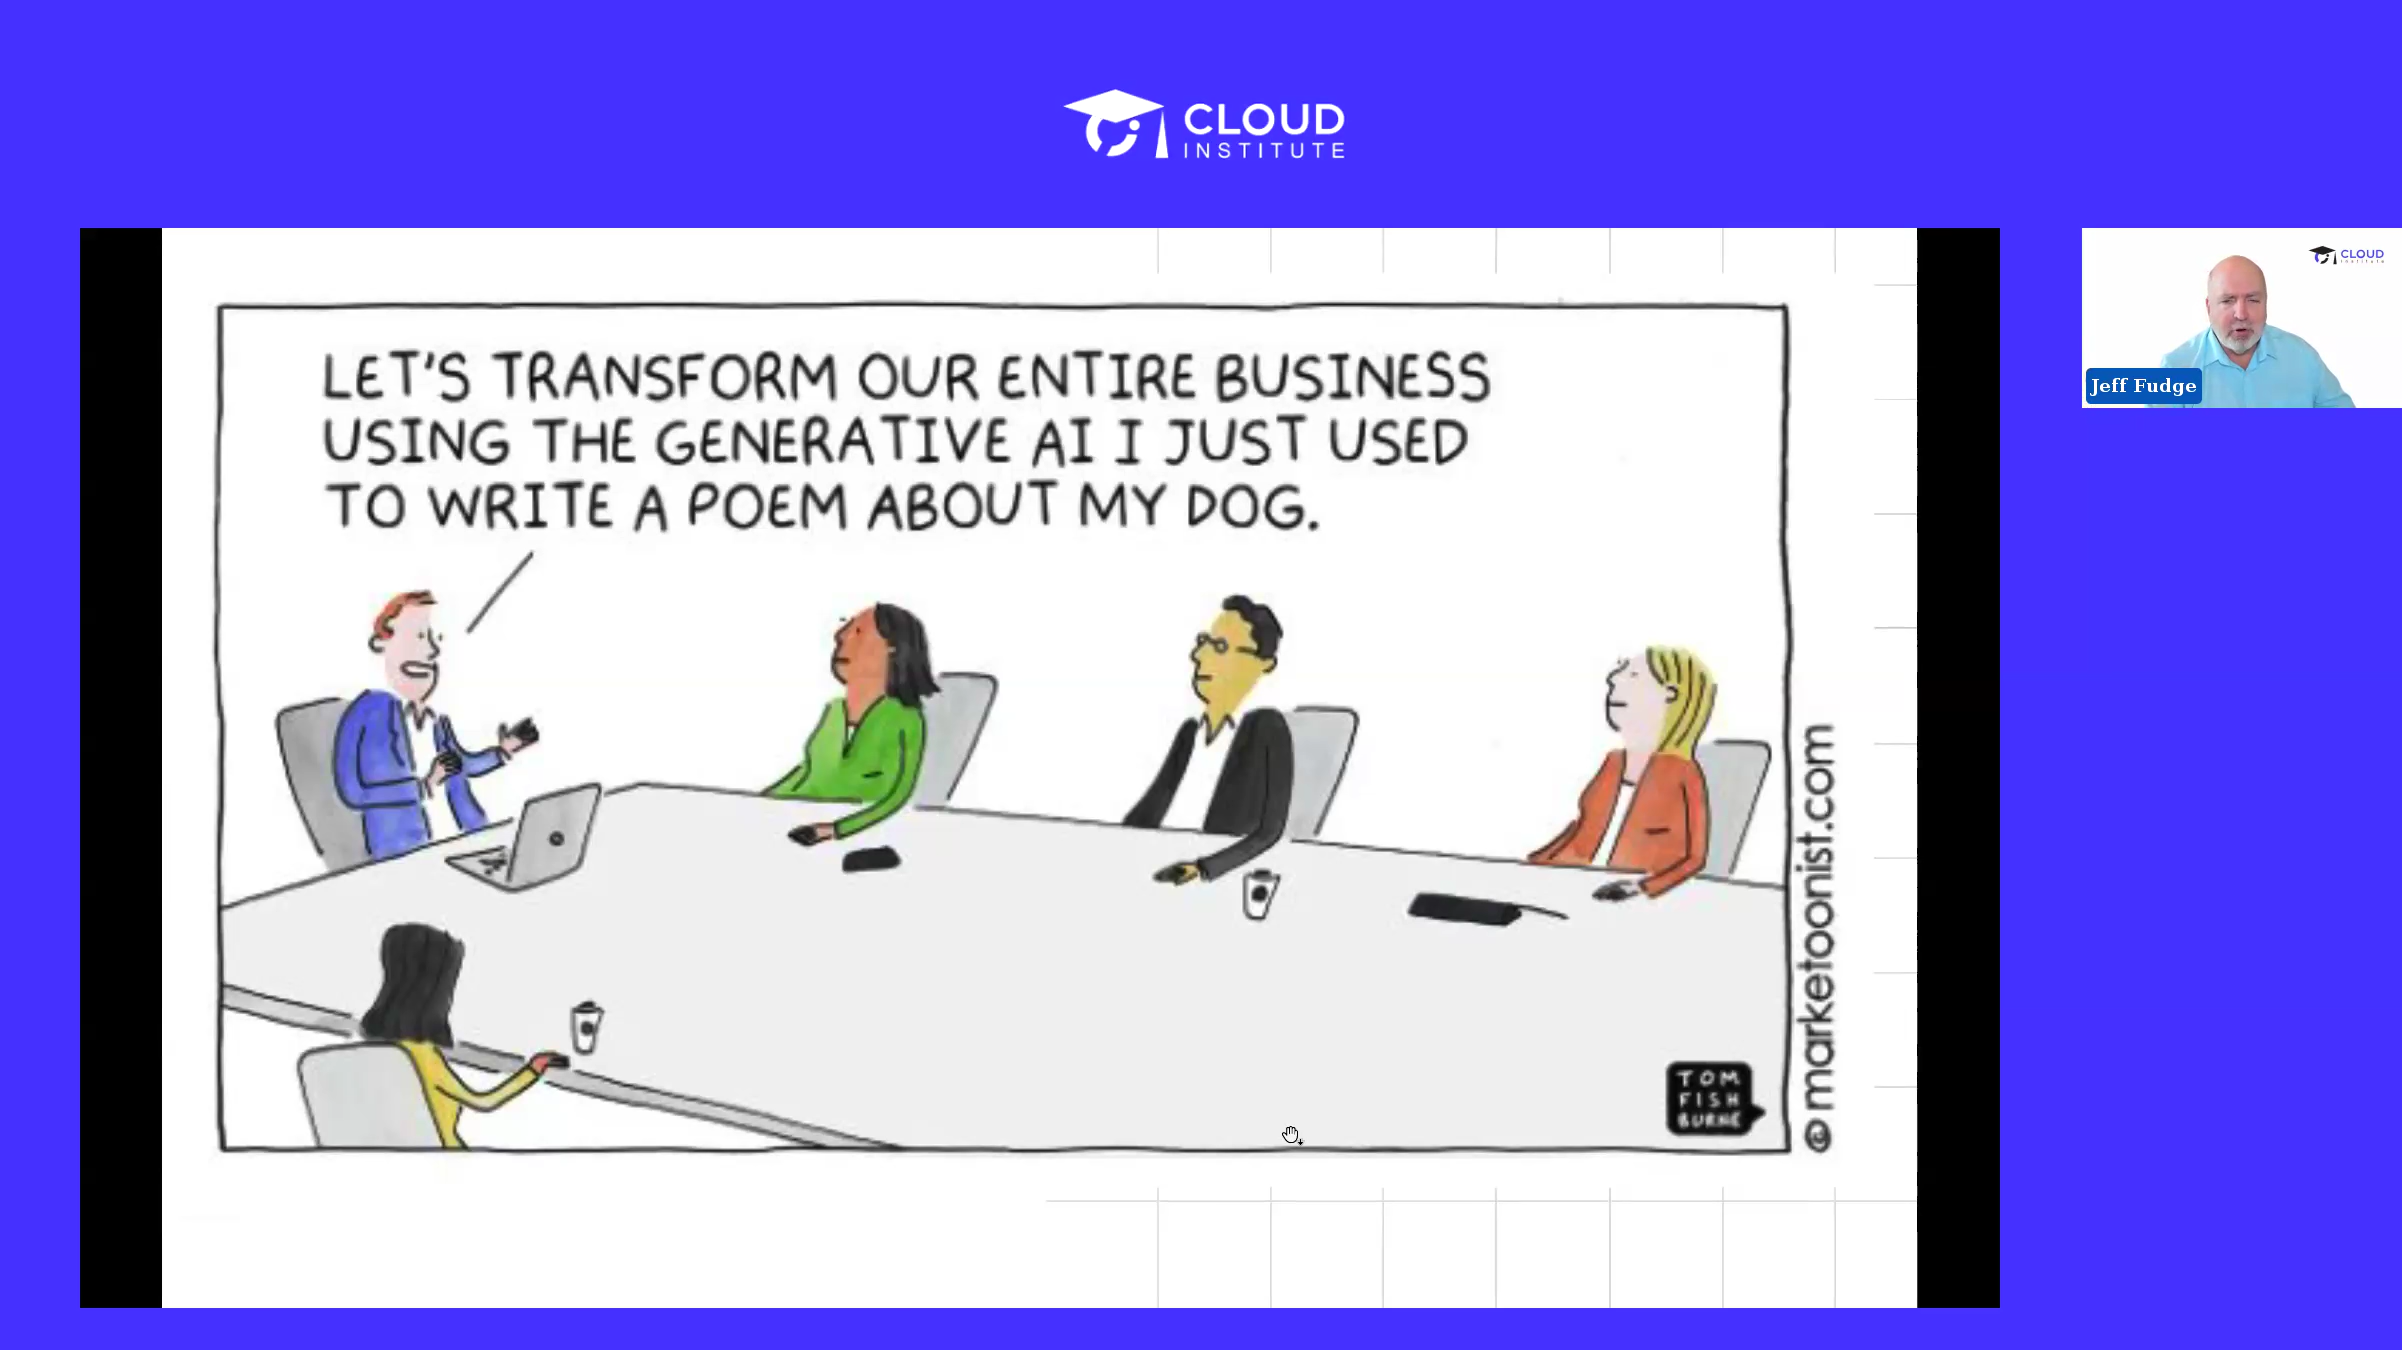 CLOUD
INSTITUTE
LET'S TRANSFORM OUR ENTIRE BUSINESS
USING THE GENERATIVE AI I JUST USED
TO WRITE A POEM ABOUT MY DOG.
@marketoonist.com
TOM
FISH
BURNE
CLOUD
Institute
Jeff Fudge